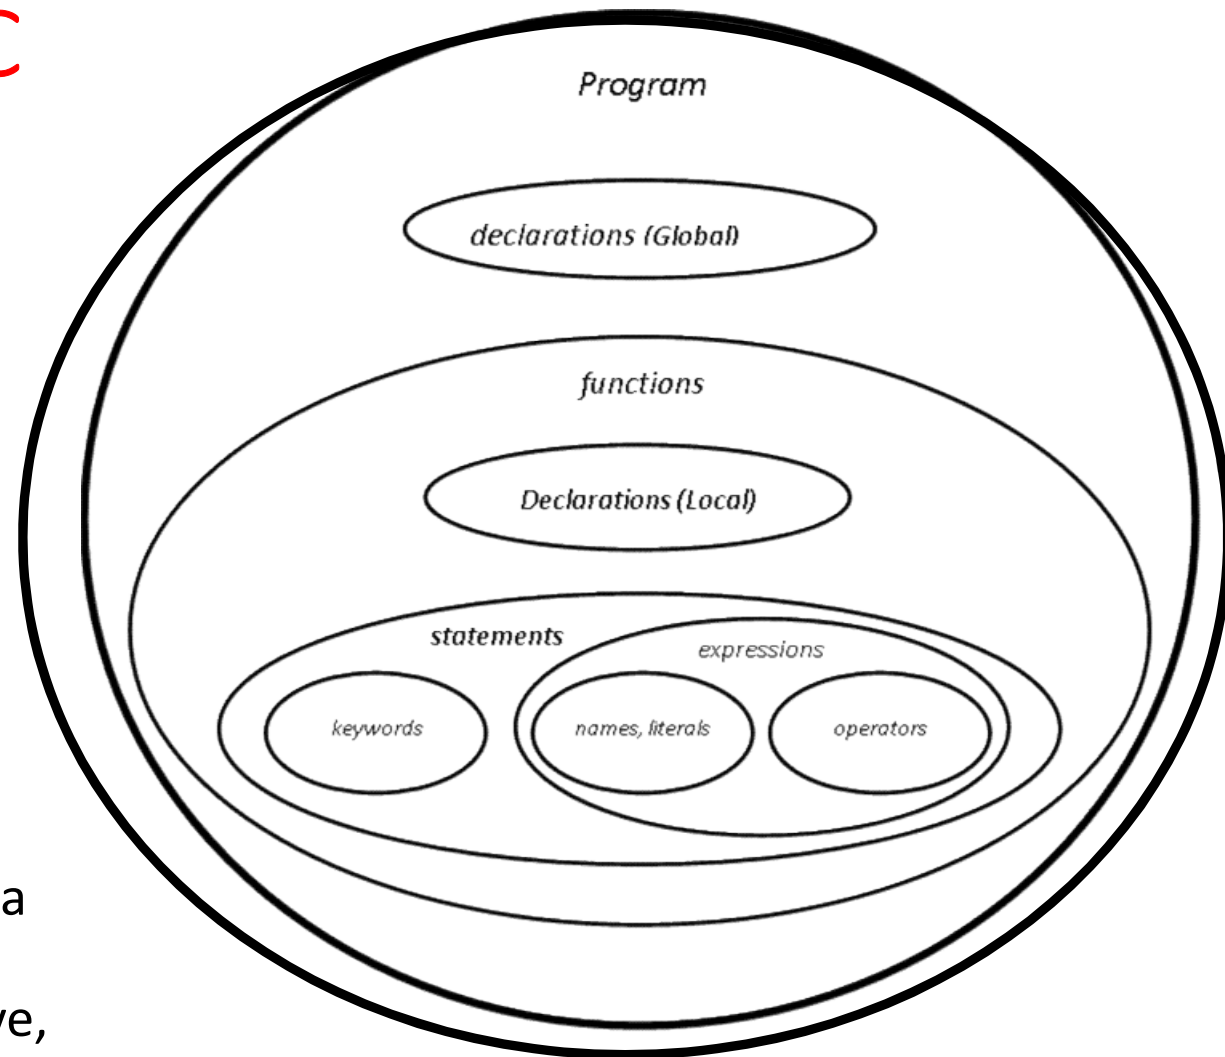 C
Program
declarations (Global)
functions
Declarations (Local)
statements
expressions
keywords
names, literals
operators
a
ve,